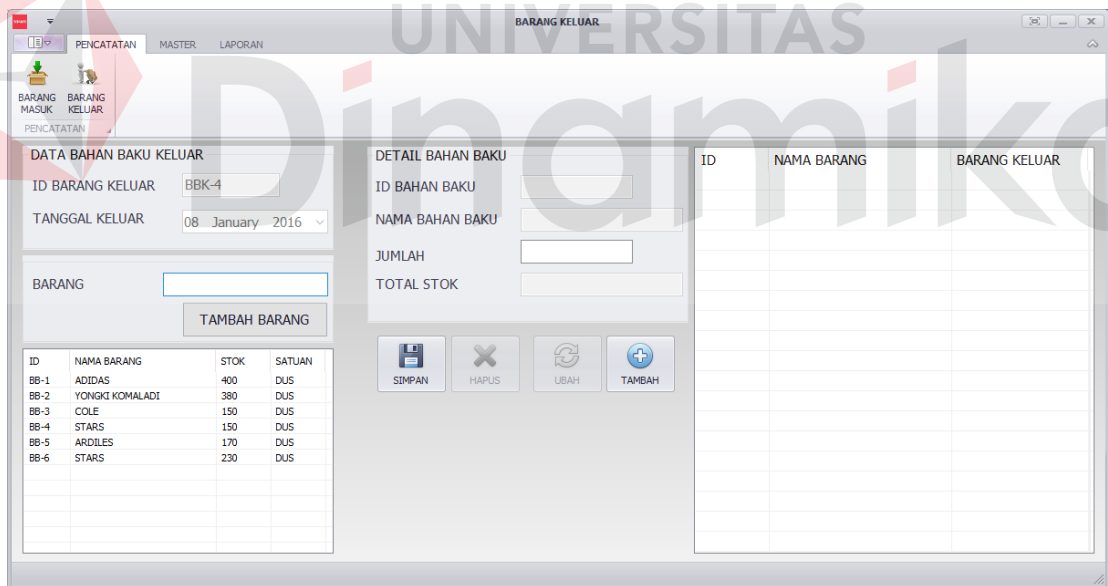 UNIVERSITAS
Dinamika
BARANG KELUAR
PENCATATAN MASTER LAPORAN
BARANG MASUK
BARANG KELUAR
PENCATATAN
DATA BAHAN BAKU KELUAR
ID BARANG KELUAR BBK-4
TANGGAL KELUAR 08 January 2016
BARANG
TAMBAH BARANG
ID NAMA BARANG STOK SATUAN
BB-1 ADIDAS 400 DUS
BB-2 YONGKI KOMALADI 380 DUS
BB-3 COLE 150 DUS
BB-4 STARS 150 DUS
BB-5 ARDILES 170 DUS
BB-6 STARS 230 DUS
DETAIL BAHAN BAKU
ID BAHAN BAKU
NAMA BAHAN BAKU
JUMLAH
TOTAL STOK
SIMPAN HAPUS UBAH TAMBAH
ID NAMA BARANG BARANG KELUAR